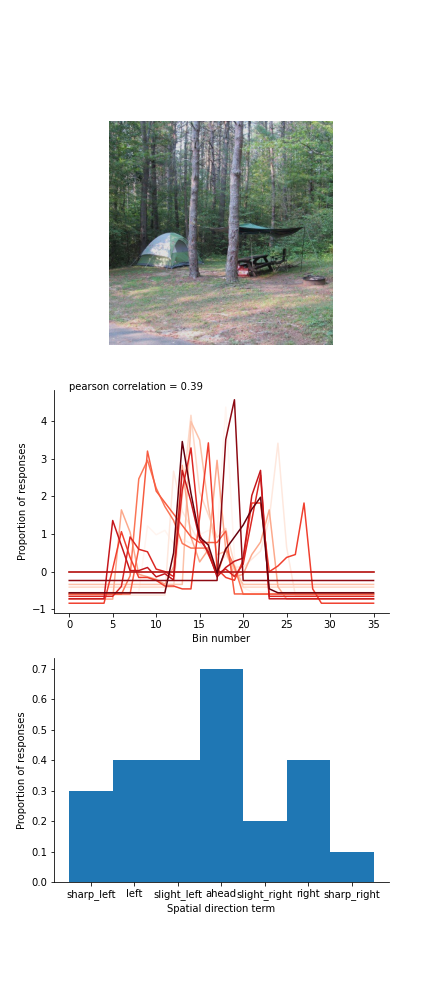 pearson correlation = 0.39
4
3
2
1
0
−1
Proportion of responses
0 5 10 15 20 25 30 35
Bin number
0.7
0.6
0.5
0.4
0.3
0.2
0.1
0.0
Proportion of responses
sharp_left left slight_left ahead slight_right right sharp_right
Spatial direction term